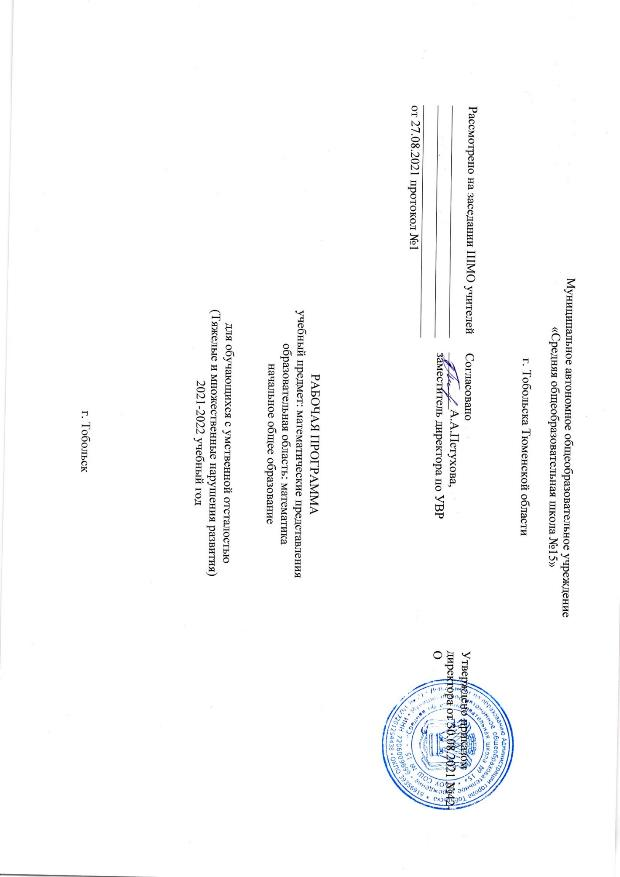 Муниципальное автономное общеобразовательное учреждение
«Средняя общеобразовательная школа №15»
г. Тобольска Тюменской области
Рассмотрено на заседании ШМО учителей
от 27.08.2021 протокол №1
Согласовано
А.А.Петухова,
заместитель директора по УВР
Утверждено приказом
директора от 30.08.2021 №42-
О
РАБОЧАЯ ПРОГРАММА
учебный предмет: математические представления
образовательная область: математика
начальное общее образование
для обучающихся с умственной отсталостью
(Тяжелые и множественные нарушения развития)
2021-2022 учебный год
г. Тобольск